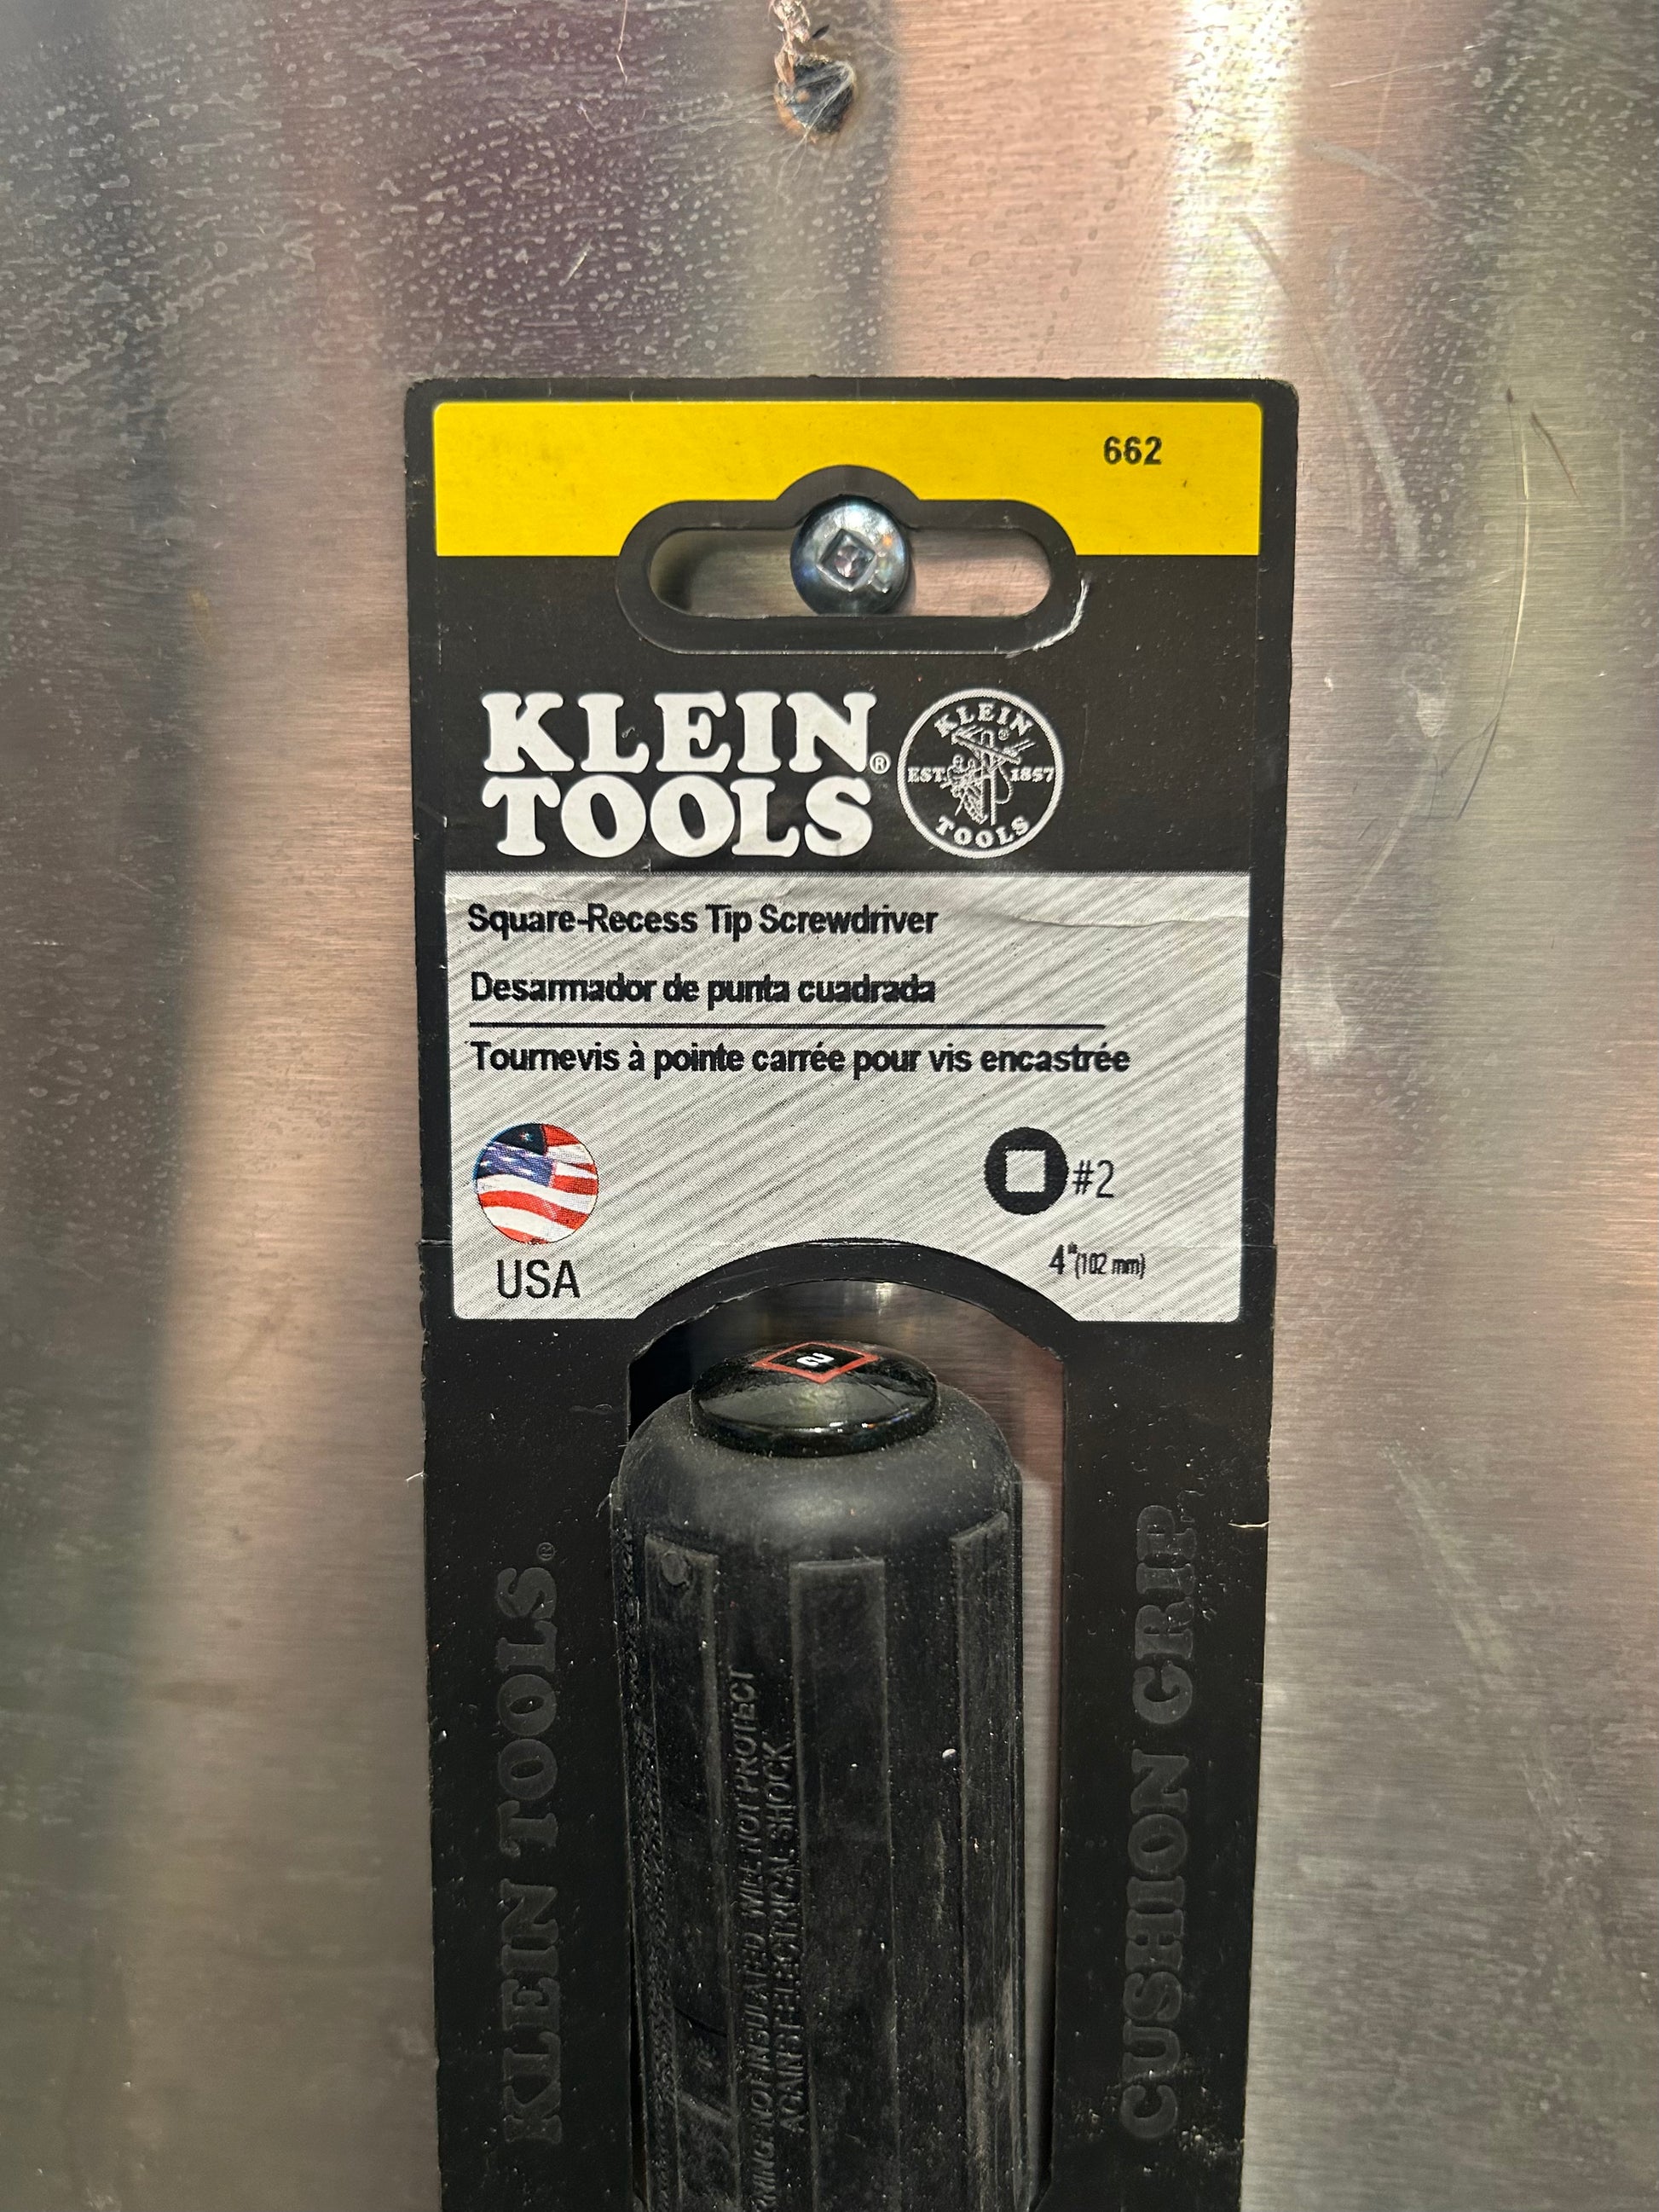 662
KLEIN
TOOLS®
KLEIN
®
EST. 1857
TOOLS
Square-Recess Tip Screwdriver
Desarmador de punta cuadrada
Tournevis à pointe carrée pour vis encastrée
#2
USA
4" (102 mm)
2
KLEIN TOOLS®
NOT INSULATED WILL NOT PROTECT
AGAINST ELECTRICAL SHOCK
CUSHION GRIP